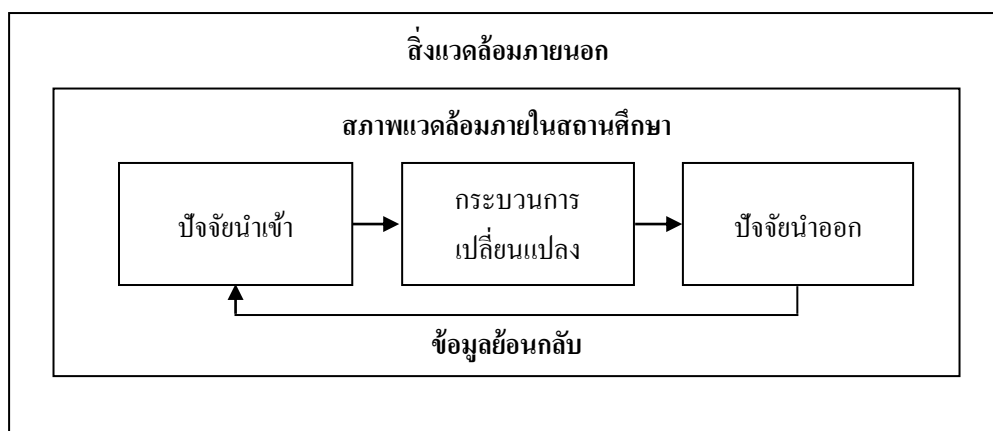 สิ่งแวดล้อมภายนอก
สภาพแวดล้อมภายในสถานศึกษา
ปัจจัยนำเข้า
กระบวนการ
เปลี่ยนแปลง
ปัจจัยนำออก
ข้อมูลย้อนกลับ